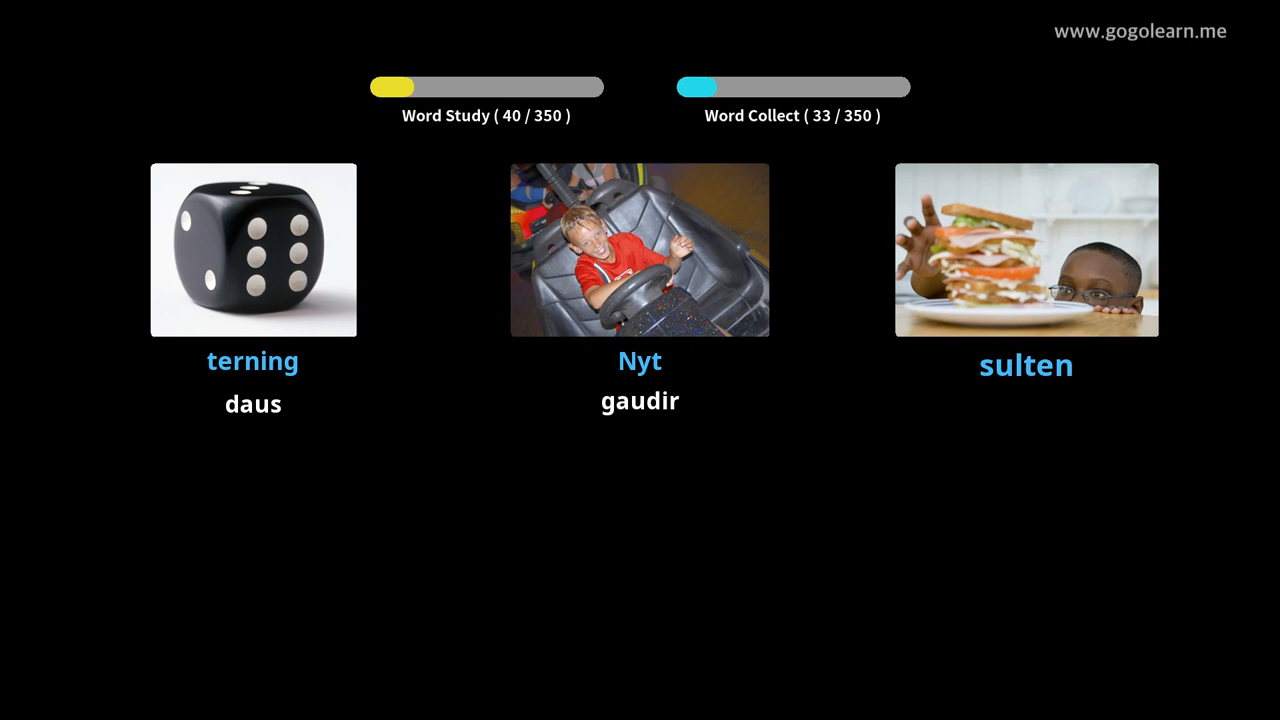 www.gogolearn.me
Word Study ( 40 / 350 )
Word Collect ( 33 / 350 )
terning
daus
Nyt
gaudir
sulten